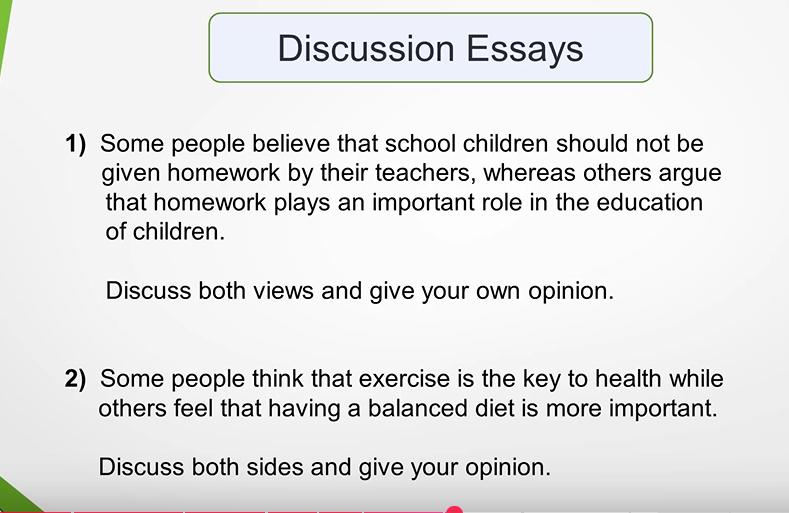 Discussion Essays
1) Some people believe that school children should not be
given homework by their teachers, whereas others argue
that homework plays an important role in the education
of children.
Discuss both views and give your own opinion.
2) Some people think that exercise is the key to health while
others feel that having a balanced diet is more important.
Discuss both sides and give your opinion.